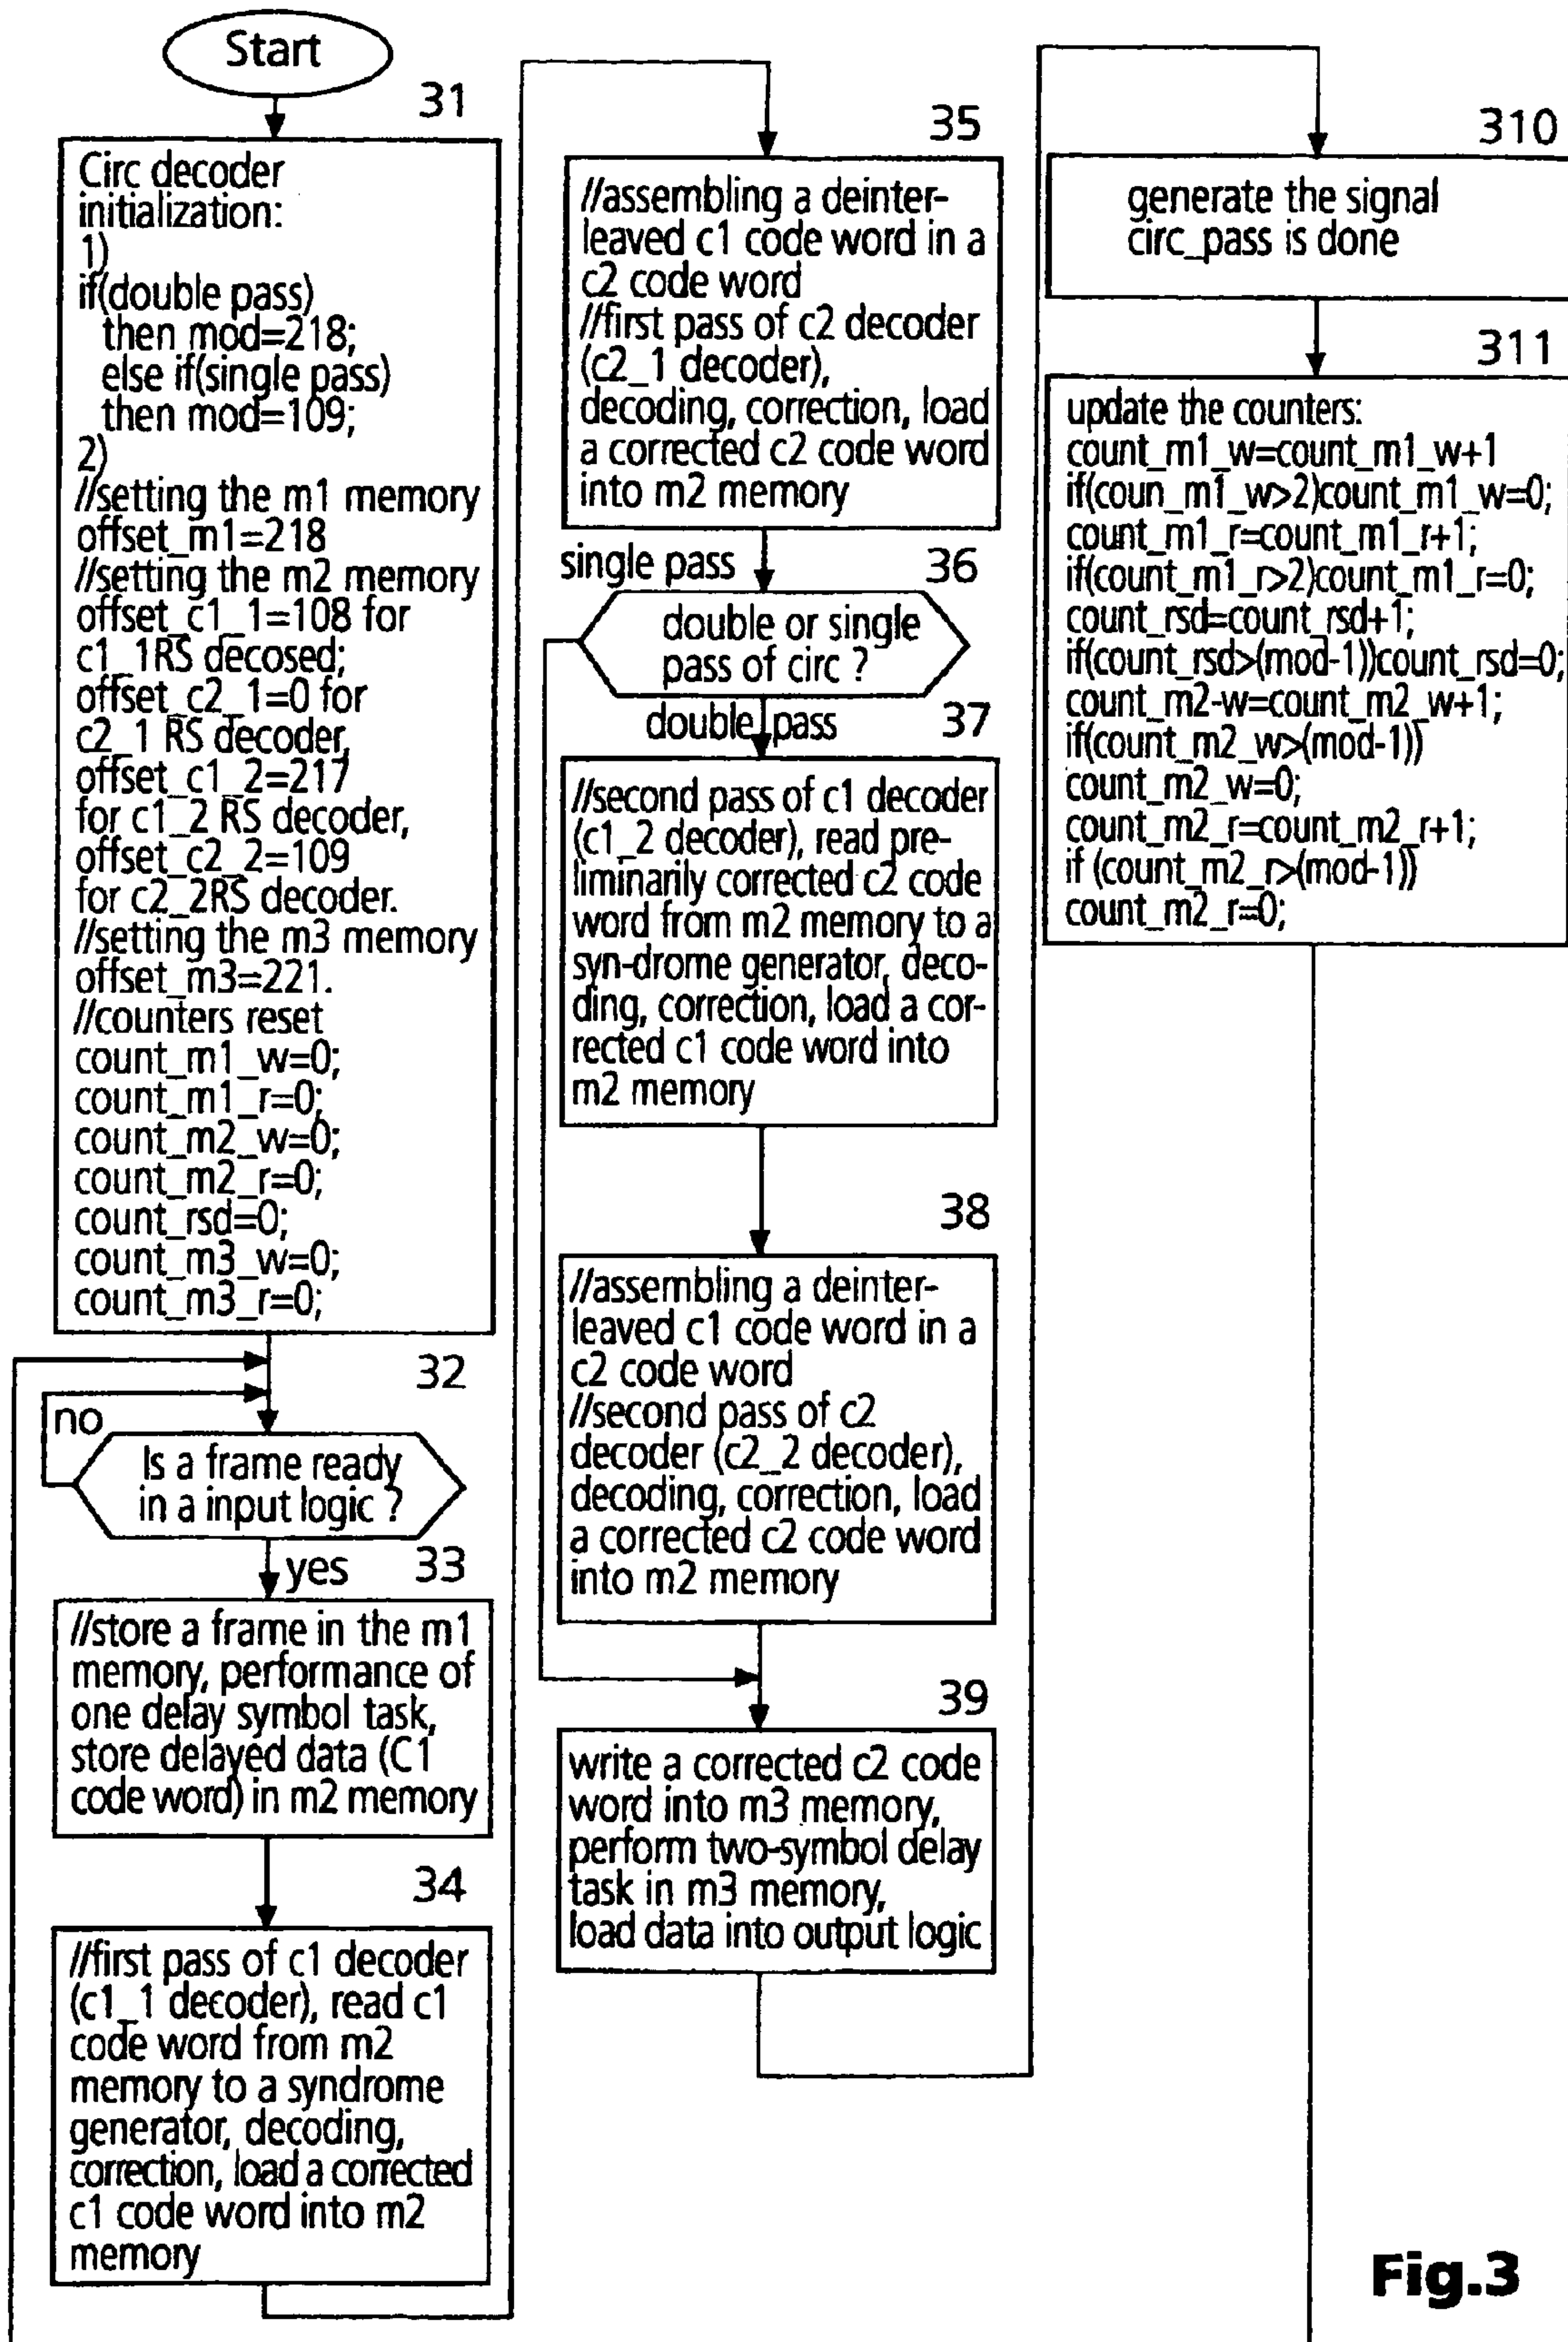 Start
31
Circ decoder
initialization:
1)
if(double pass)
then mod=218;
else if(single pass)
then mod=109;
2)
//setting the m1 memory
offset_m1=218
//setting the m2 memory
offset_c1_1=108 for
c1_1RS decosed;
offset_c2_1=0 for
c2_1 RS decoder,
offset_c1_2=217
for c1_2 RS decoder,
offset_c2_2=109
for c2_2RS decoder.
//setting the m3 memory
offset_m3=221.
//counters reset
count_m1_w=0;
count_m1_r=0;
count_m2_w=0;
count_m2_r=0;
count_rsd=0;
count_m3_w=0;
count_m3_r=0;
32
no
Is a frame ready
in a input logic ?
yes
33
//store a frame in the m1
memory, performance of
one delay symbol task,
store delayed data (C1
code word) in m2 memory
34
//first pass of c1 decoder
(c1_1 decoder), read c1
code word from m2
memory to a syndrome
generator, decoding,
correction, load a corrected
c1 code word into m2
memory
35
//assembling a deinter-
leaved c1 code word in a
c2 code word
//first pass of c2 decoder
(c2_1 decoder),
decoding, correction, load
a corrected c2 code word
into m2 memory
single pass
36
double or single
pass of circ ?
double pass
37
//second pass of c1 decoder
(c1_2 decoder), read pre-
liminarily corrected c2 code
word from m2 memory to a
syn-drome generator, deco-
ding, correction, load a cor-
rected c1 code word into
m2 memory
38
//assembling a deinter-
leaved c1 code word in a
c2 code word
//second pass of c2
decoder (c2_2 decoder),
decoding, correction, load
a corrected c2 code word
into m2 memory
39
write a corrected c2 code
word into m3 memory,
perform two-symbol delay
task in m3 memory,
load data into output logic
310
generate the signal
circ_pass is done
311
update the counters:
count_m1_w=count_m1_w+1
if(coun_m1_w>2)count_m1_w=0;
count_m1_r=count_m1_r+1;
if(count_m1_r>2)count_m1_r=0;
count_rsd=count_rsd+1;
if(count_rsd>(mod-1))count_rsd=0;
count_m2-w=count_m2_w+1;
if(count_m2_w>(mod-1))
count_m2_w=0;
count_m2_r=count_m2_r+1;
if (count_m2_r>(mod-1))
count_m2_r=0;
Fig.3